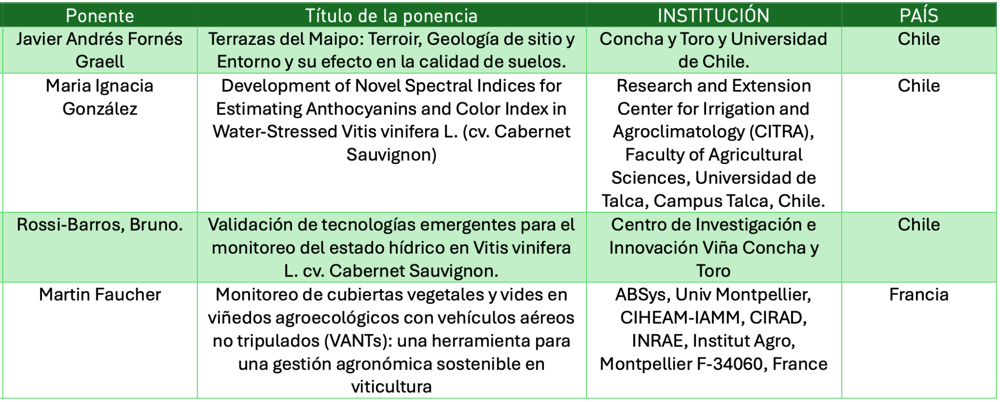 Ponente
Título de la ponencia
INSTITUCIÓN
PAÍS
Javier Andrés Fornés
Graell
Terrazas del Maipo: Terroir, Geología de sitio y
Entorno y su efecto en la calidad de suelos.
Concha y Toro y Universidad
de Chile.
Chile
Maria Ignacia
González
Development of Novel Spectral Indices for
Estimating Anthocyanins and Color Index in
Water-Stressed Vitis vinifera L. (cv. Cabernet
Sauvignon)
Research and Extension
Center for Irrigation and
Agroclimatology (CITRA),
Faculty of Agricultural
Sciences, Universidad de
Talca, Campus Talca, Chile.
Chile
Rossi-Barros, Bruno.
Validación de tecnologías emergentes para el
monitoreo del estado hídrico en Vitis vinifera
L. cv. Cabernet Sauvignon.
Centro de Investigación e
Innovación Viña Concha y
Toro
Chile
Martin Faucher
Monitoreo de cubiertas vegetales y vides en
viñedos agroecológicos con vehículos aéreos
no tripulados (VANTs): una herramienta para
una gestión agronómica sostenible en
viticultura
ABSys, Univ Montpellier,
CIHEAM-IAMM, CIRAD,
INRAE, Institut Agro,
Montpellier F-34060, France
Francia